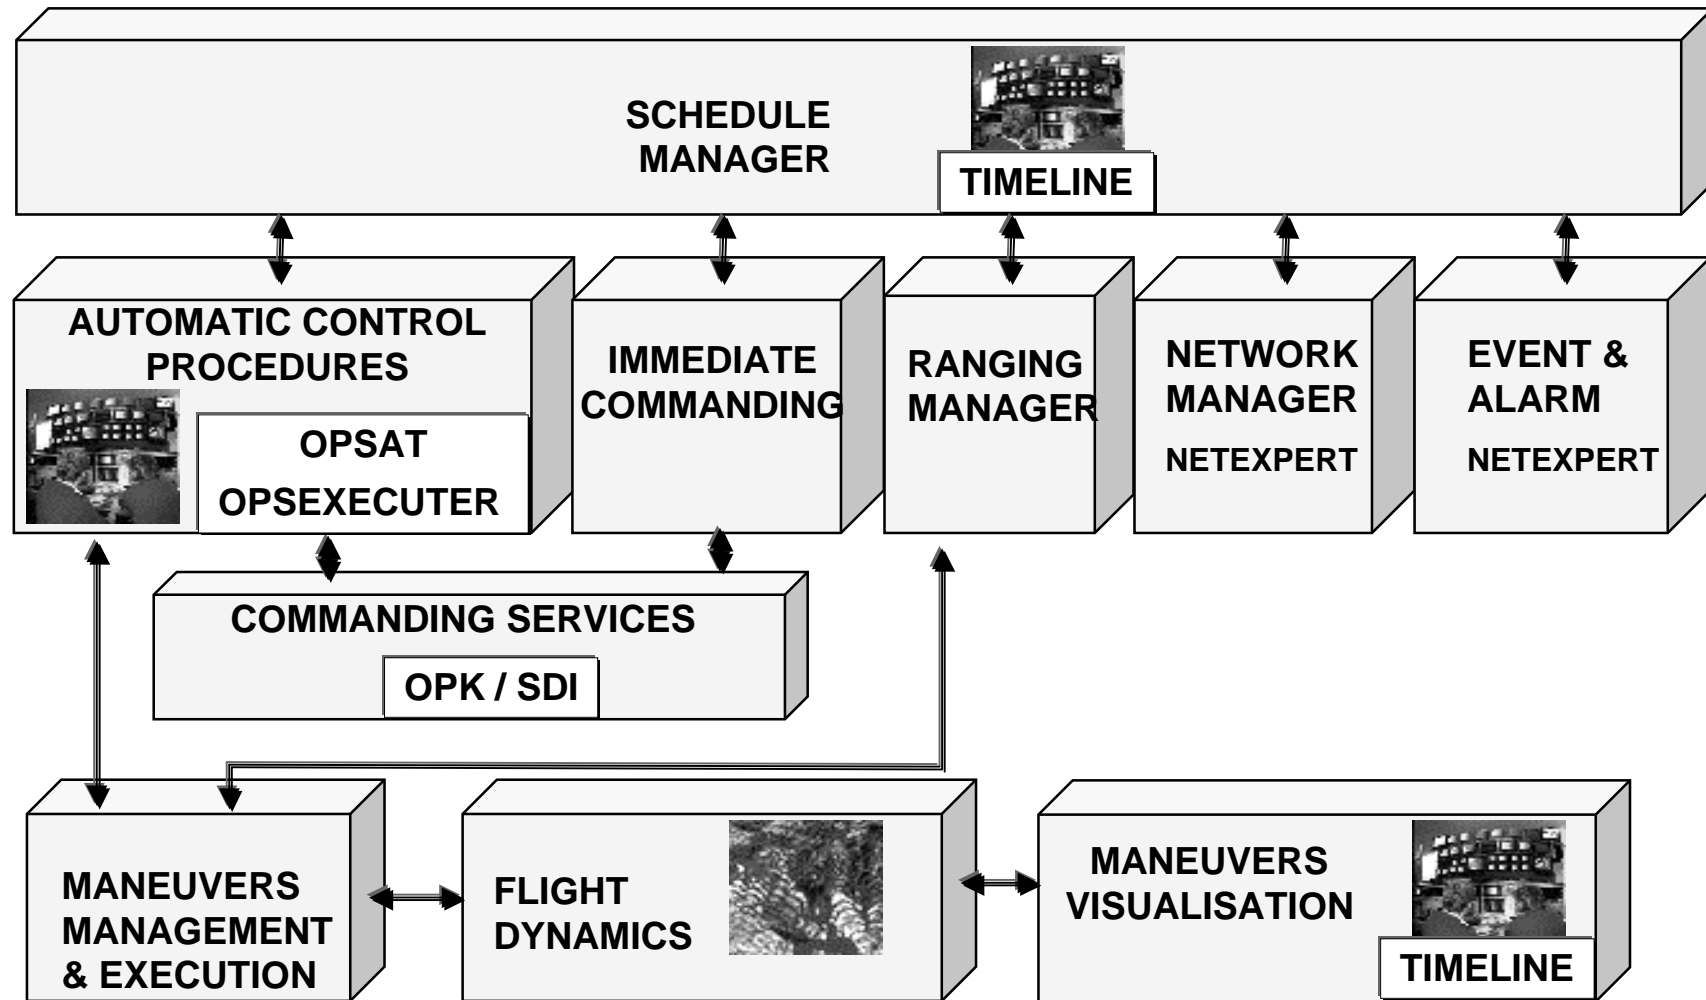 SCHEDULE
MANAGER
TIMELINE
AUTOMATIC CONTROL
PROCEDURES
OPSAT
OPSEXECUTER
IMMEDIATE
COMMANDING
RANGING
MANAGER
NETWORK
MANAGER
NETEXPERT
EVENT &
ALARM
NETEXPERT
COMMANDING SERVICES
OPK / SDI
MANEUVERS
MANAGEMENT
& EXECUTION
FLIGHT
DYNAMICS
MANEUVERS
VISUALISATION
TIMELINE